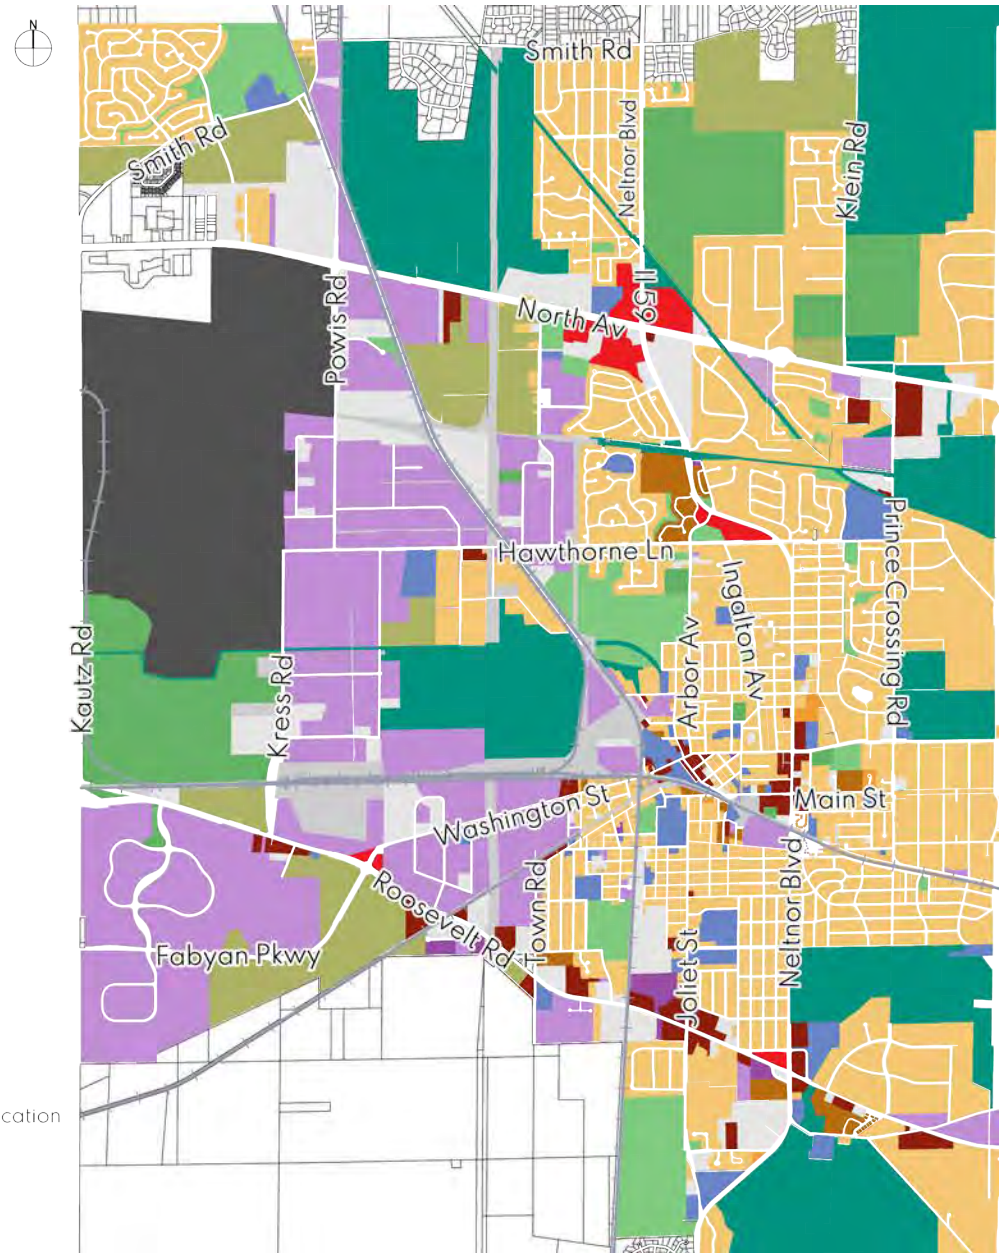 N
Smith Rd
Neltnor Blvd
Smith Rd
Klein Rd
Powis Rd
Il 59
North Av
Hawthorne Ln
Prince Crossing Rd
Ingalton Av
Arbor Av
Kautz Rd
Kress Rd
Main St
Washington St
Neltnor Blvd
Town Rd
Roosevelt Rd
Joliet St
Fabyan Pkwy
cation